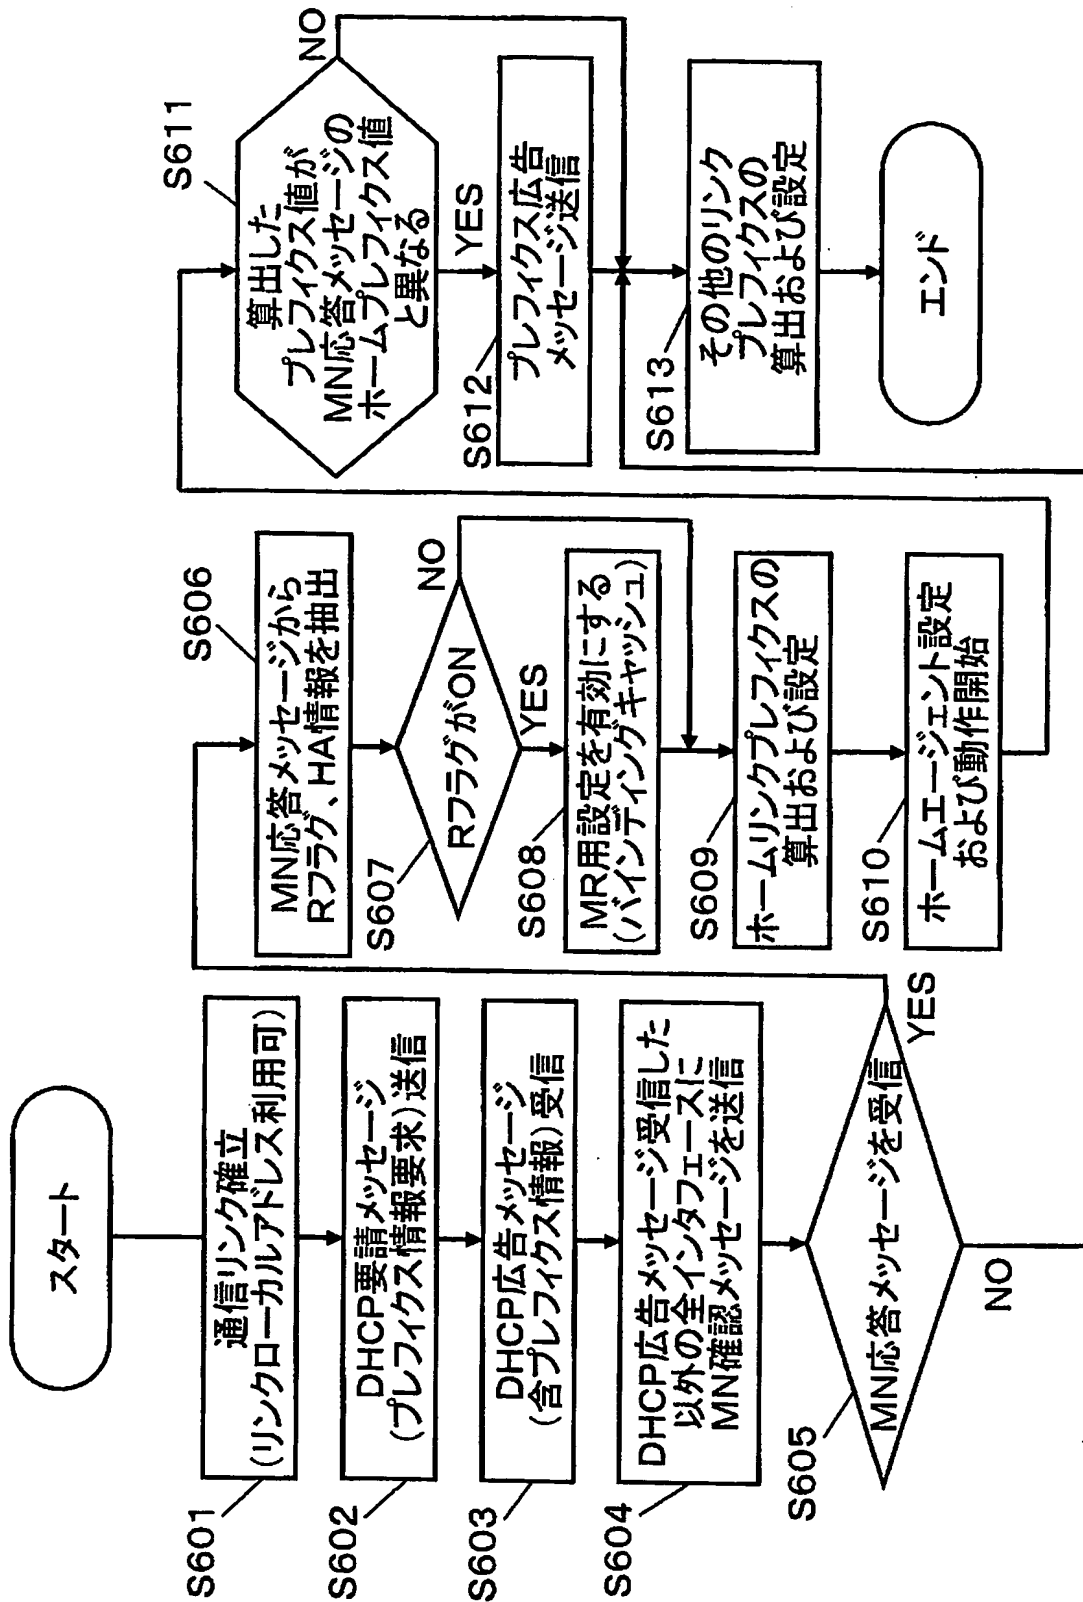 スタート
S601
通信リンク確立
(リンクローカルアドレス利用可)
S602
DHCP要請メッセージ
(プレフィクス情報要求)送信
S603
DHCP広告メッセージ
(含プレフィクス情報)受信
S604
DHCP広告メッセージ受信した
以外の全インタフェースに
MN確認メッセージを送信
S605
MN応答メッセージを受信
YES
NO
S606
MN応答メッセージから
Rフラグ、HA情報を抽出
S607
RフラグがON
NO
YES
S608
MR用設定を有効にする
(バインディングキャッシュ)
S609
ホームリンクプレフィクスの
算出および設定
S610
ホームエージェント設定
および動作開始
S611
算出した
プレフィクス値が
MN応答メッセージの
ホームプレフィクス値
と異なる
NO
YES
S612
プレフィクス広告
メッセージ送信
S613
その他のリンク
プレフィクスの
算出および設定
エンド